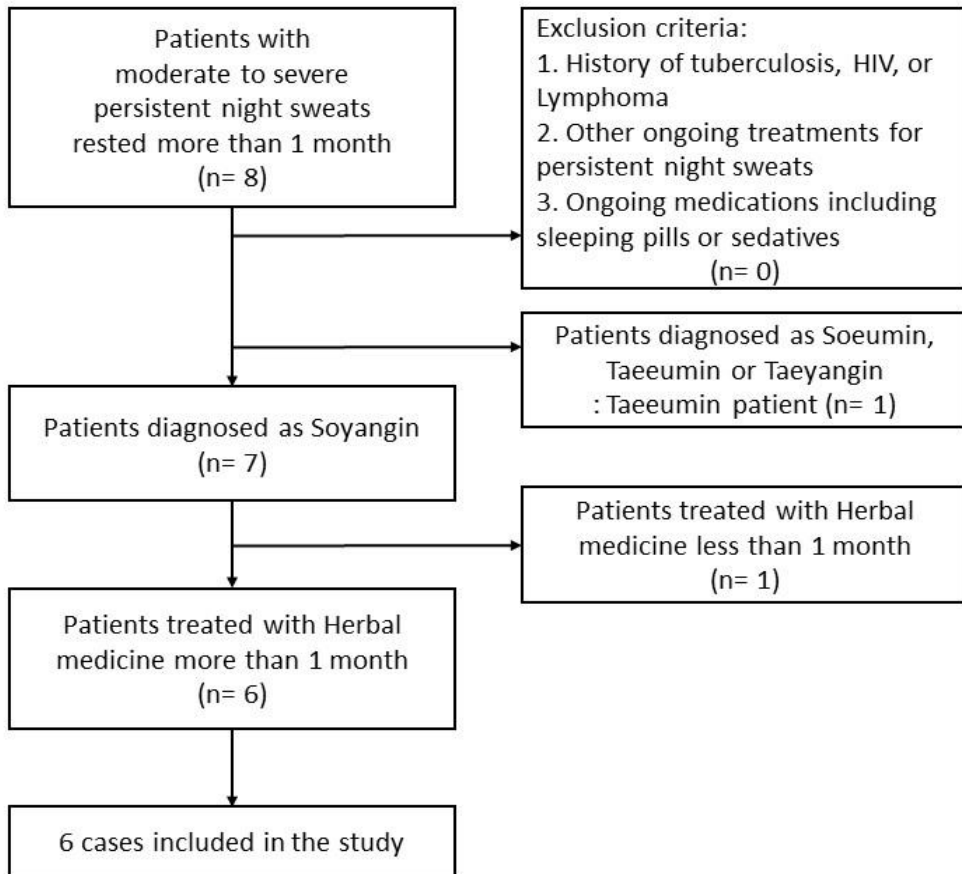 Patients with
moderate to severe
persistent night sweats
rested more than 1 month
(n= 8)
Exclusion criteria:
1. History of tuberculosis, HIV, or
Lymphoma
2. Other ongoing treatments for
persistent night sweats
3. Ongoing medications including
sleeping pills or sedatives
(n= 0)
Patients diagnosed as Soeumin,
Taeeumin or Taeyangin
: Taeeumin patient (n= 1)
Patients diagnosed as Soyangin
(n= 7)
Patients treated with Herbal
medicine less than 1 month
(n= 1)
Patients treated with Herbal
medicine more than 1 month
(n= 6)
6 cases included in the study